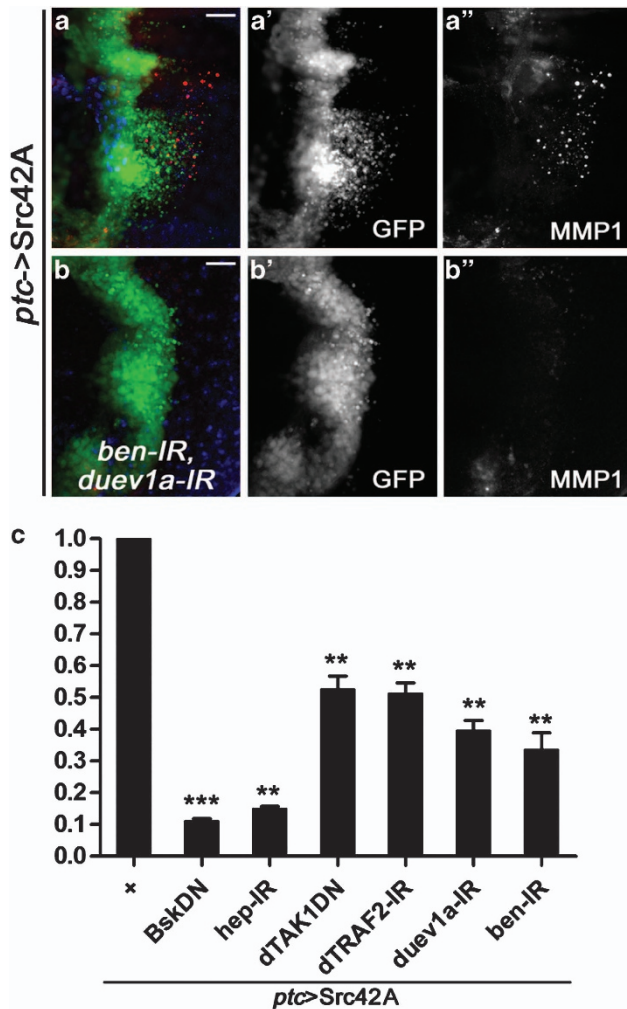 ptc->Src42A
a
a'
GFP
a"
MMP1
b
ben-IR,
duev1a-IR
b'
GFP
b"
MMP1
c
1.0
0.9
0.8
0.7
0.6
0.5
0.4
0.3
0.2
0.1
0.0
***
**
**
**
**
**
+
BskDN
hep-IR
dTAK1DN
dTRAF2-IR
duev1a-IR
ben-IR
ptc>Src42A